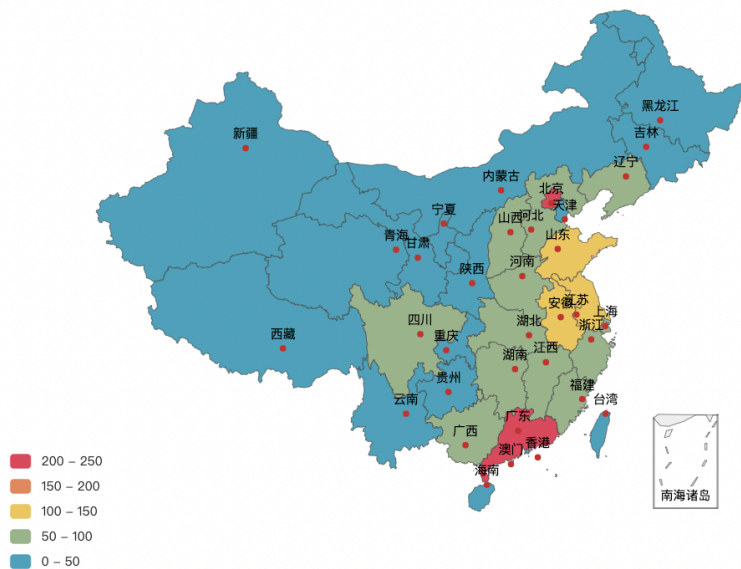 黑龙江
吉林
新疆
辽宁
内蒙古
北京
天津
宁夏
山西
河北
青海
甘肃
山东
河南
陕西
安徽
江苏
上海
浙江
四川
湖北
重庆
西藏
湖南
江西
贵州
福建
云南
台湾
广东
广西
澳门
香港
海南
南海诸岛
200 – 250
150 – 200
100 – 150
50 – 100
0 – 50